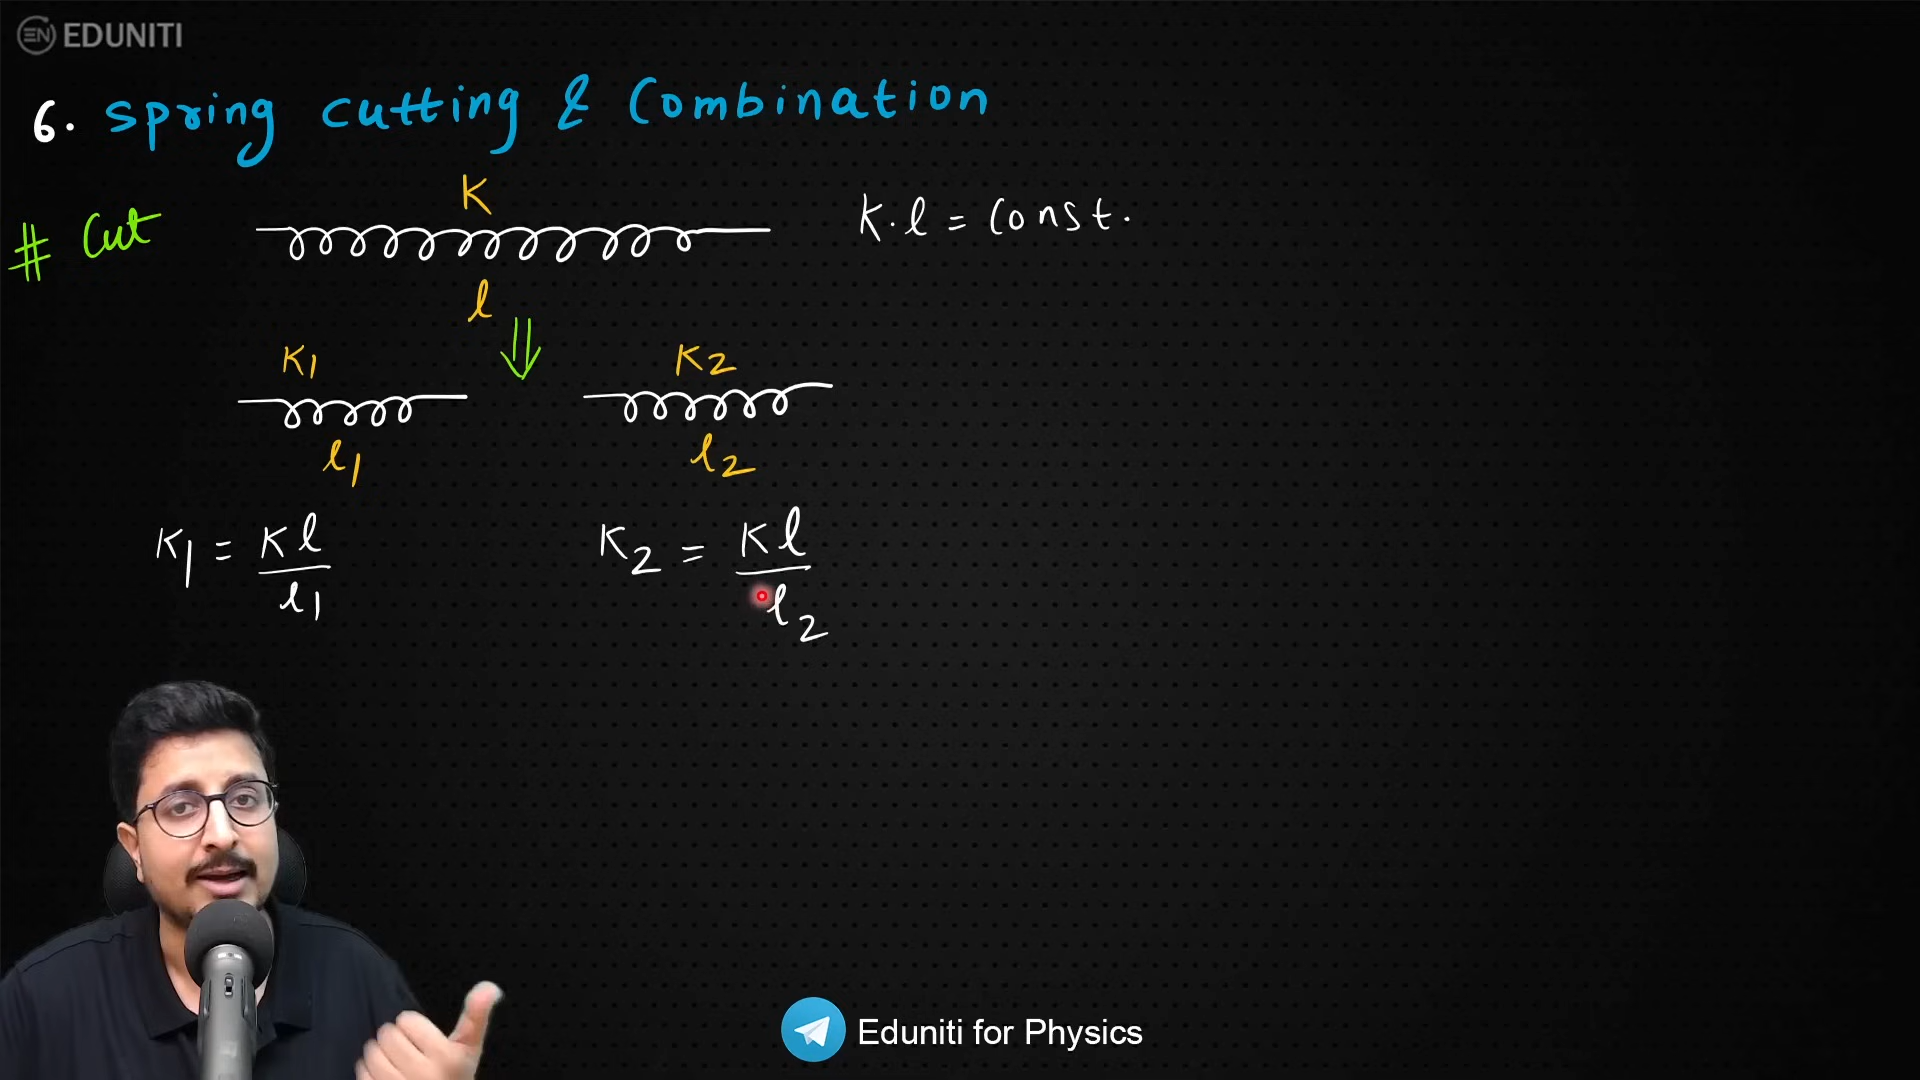 EN EDUNITI
6. Spring cutting & Combination
# Cut
K
K.l = Const.
l
K1 K2
l1 l2
K1 = Kl/l1 K2 = Kl/l2
Eduniti for Physics